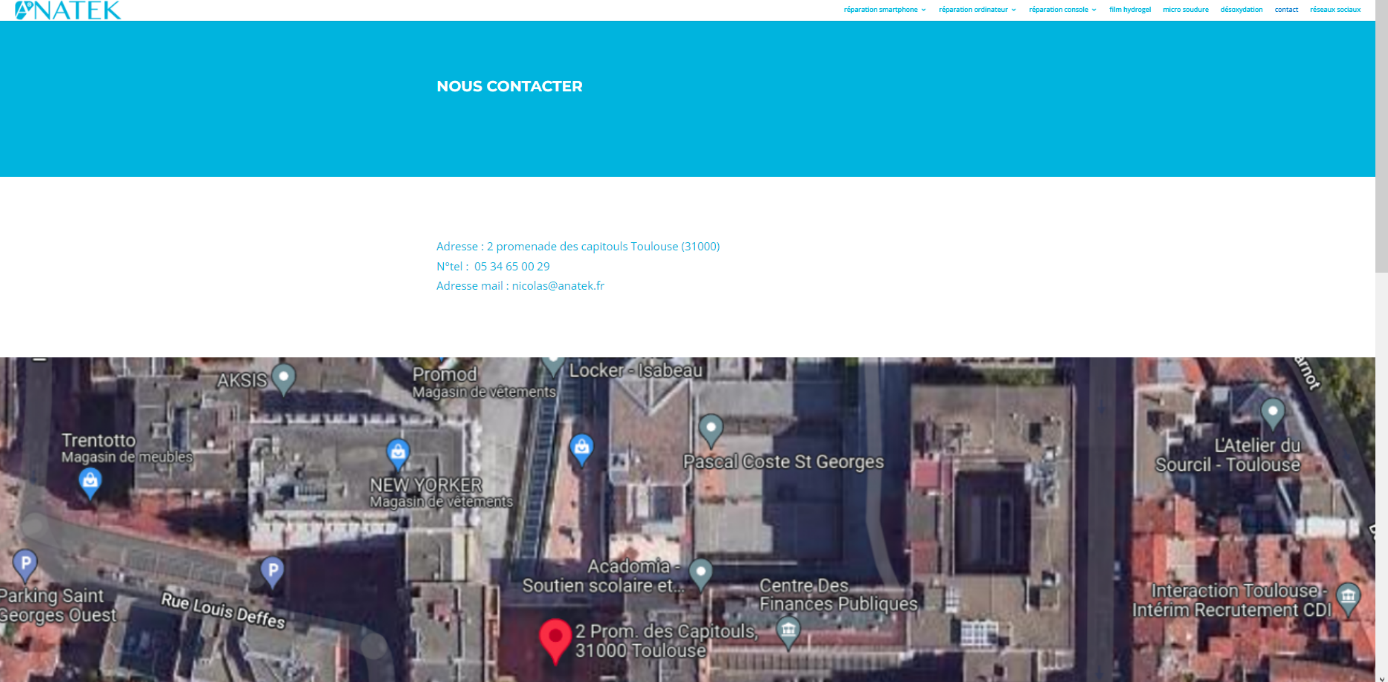 ANATEK
réparation smartphone
réparation ordinateur
réparation console
film hydrogel
micro soudure
désoxydation
contact
réseaux sociaux
NOUS CONTACTER
Adresse : 2 promenade des capitouls Toulouse (31000)
N°tel : 05 34 65 00 29
Adresse mail : nicolas@anatek.fr
AKSIS
Promod
Magasin de vêtements
Locker - Isabeau
arnot
Trentotto
Magasin de meubles
NEW YORKER
Magasin de vêtements
Pascal Coste St Georges
L'Atelier du
Sourcil - Toulouse
P
P
Parking Saint
Georges Ouest
Rue Louis Deffes
Acadomia -
Soutien scolaire et...
Centre Des
Finances Publiques
Interaction Toulouse -
Intérim Recrutement CDI
2 Prom. des Capitouls,
31000 Toulouse